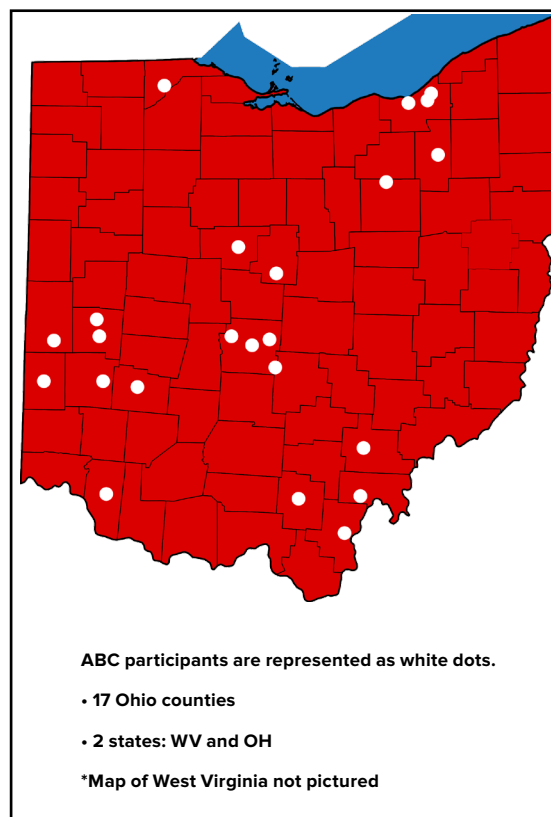 ABC participants are represented as white dots.
• 17 Ohio counties
• 2 states: WV and OH
*Map of West Virginia not pictured